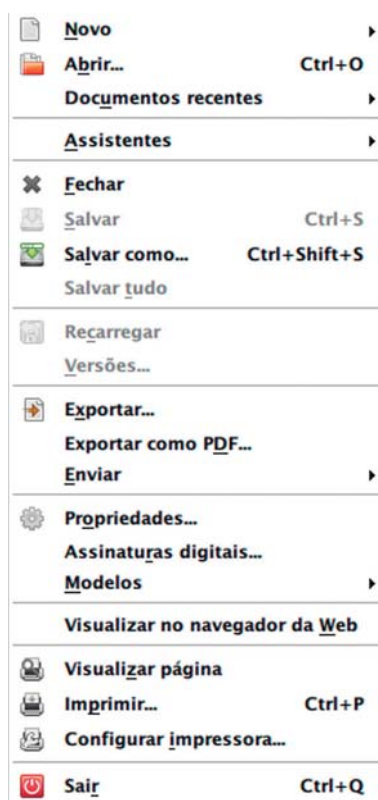 Novo
Abrir... Ctrl+O
Documentos recentes
Assistentes
Fechar
Salvar Ctrl+S
Salvar como... Ctrl+Shift+S
Salvar tudo
Recarregar
Versões...
Exportar...
Exportar como PDF...
Enviar
Propriedades...
Assinaturas digitais...
Modelos
Visualizar no navegador da Web
Visualizar página
Imprimir... Ctrl+P
Configurar impressora...
Sair Ctrl+Q